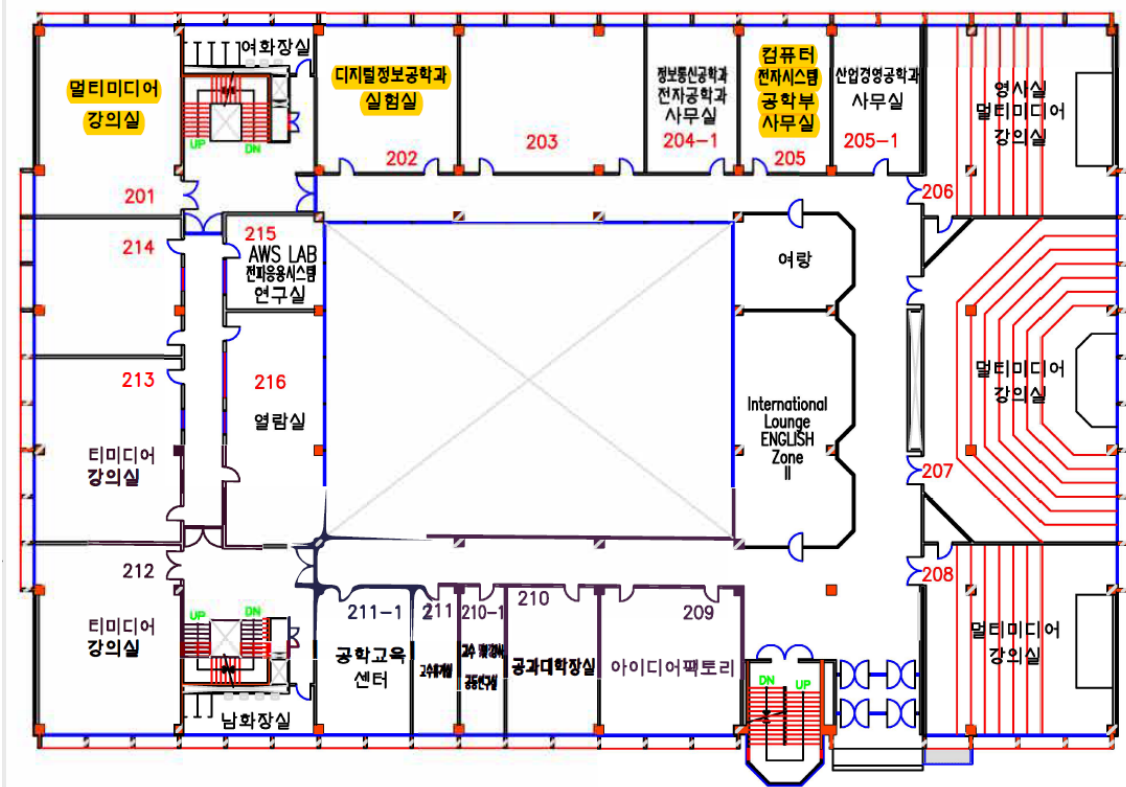 여화장실
멀티미디어
강의실
UP
DN
201
디지털정보공학과
실험실
202
203
정보통신공학과
전자공학과
사무실
204-1
컴퓨터
전자시스템
공학부
사무실
205
산업경영공학과
사무실
205-1
영사실
멀티미디어
강의실
206
214
215
AWS LAB
전파응용시스템
연구실
여랑
213
216
열람실
International
Lounge
ENGLISH
Zone
II
멀티미디어
강의실
207
티미디어
강의실
212
티미디어
강의실
UP
DN
남화장실
211-1
공학교육
센터
211
2
210-1
210
공과대학장실
209
아이디어팩토리
DN
UP
208
멀티미디어
강의실